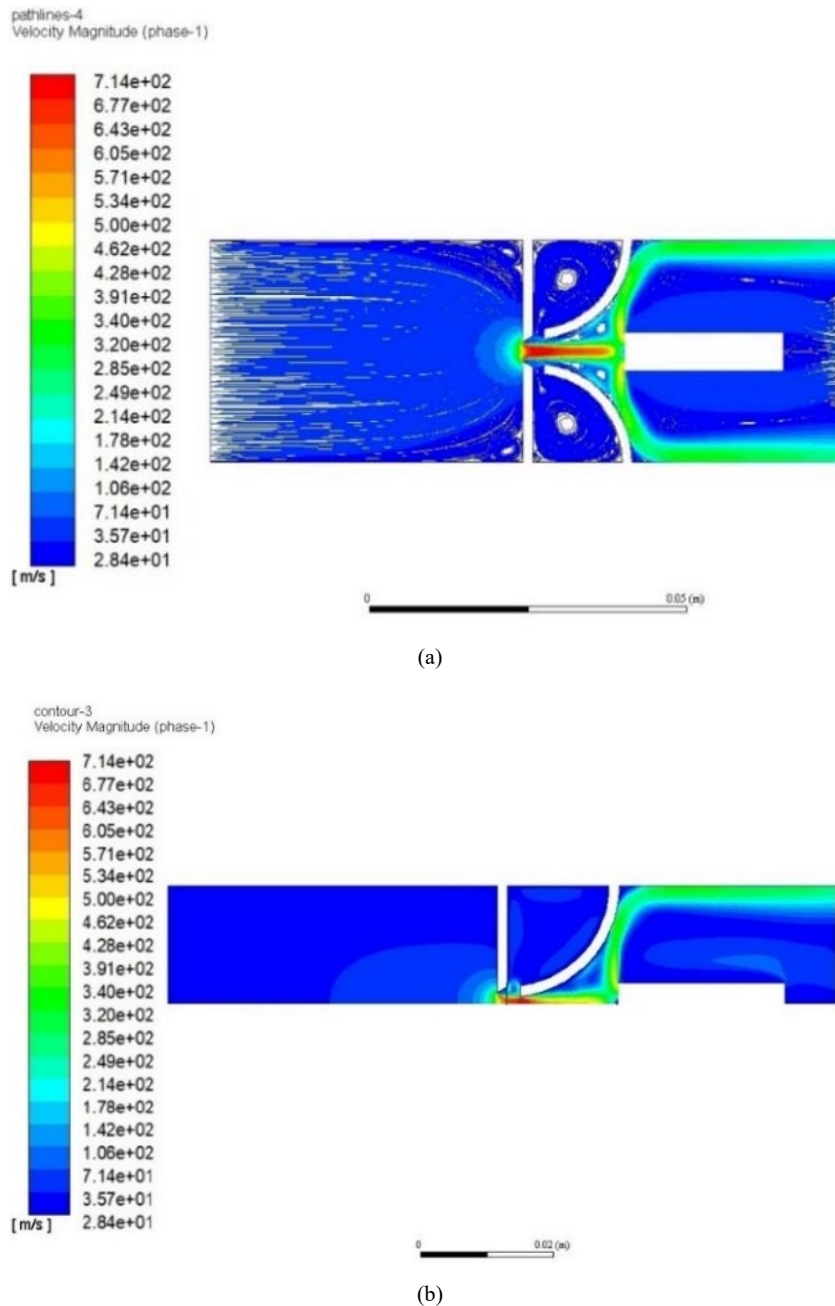 pathlines-4
Velocity Magnitude (phase-1)
7.14e+02
6.77e+02
6.43e+02
6.05e+02
5.71e+02
5.34e+02
5.00e+02
4.62e+02
4.28e+02
3.91e+02
3.40e+02
3.20e+02
2.85e+02
2.49e+02
2.14e+02
1.78e+02
1.42e+02
1.06e+02
7.14e+01
3.57e+01
2.84e+01
[ m/s ]
0 0.05 (m)
(a)
contour-3
Velocity Magnitude (phase-1)
7.14e+02
6.77e+02
6.43e+02
6.05e+02
5.71e+02
5.34e+02
5.00e+02
4.62e+02
4.28e+02
3.91e+02
3.40e+02
3.20e+02
2.85e+02
2.49e+02
2.14e+02
1.78e+02
1.42e+02
1.06e+02
7.14e+01
3.57e+01
2.84e+01
[ m/s ]
0 0.02 (m)
(b)